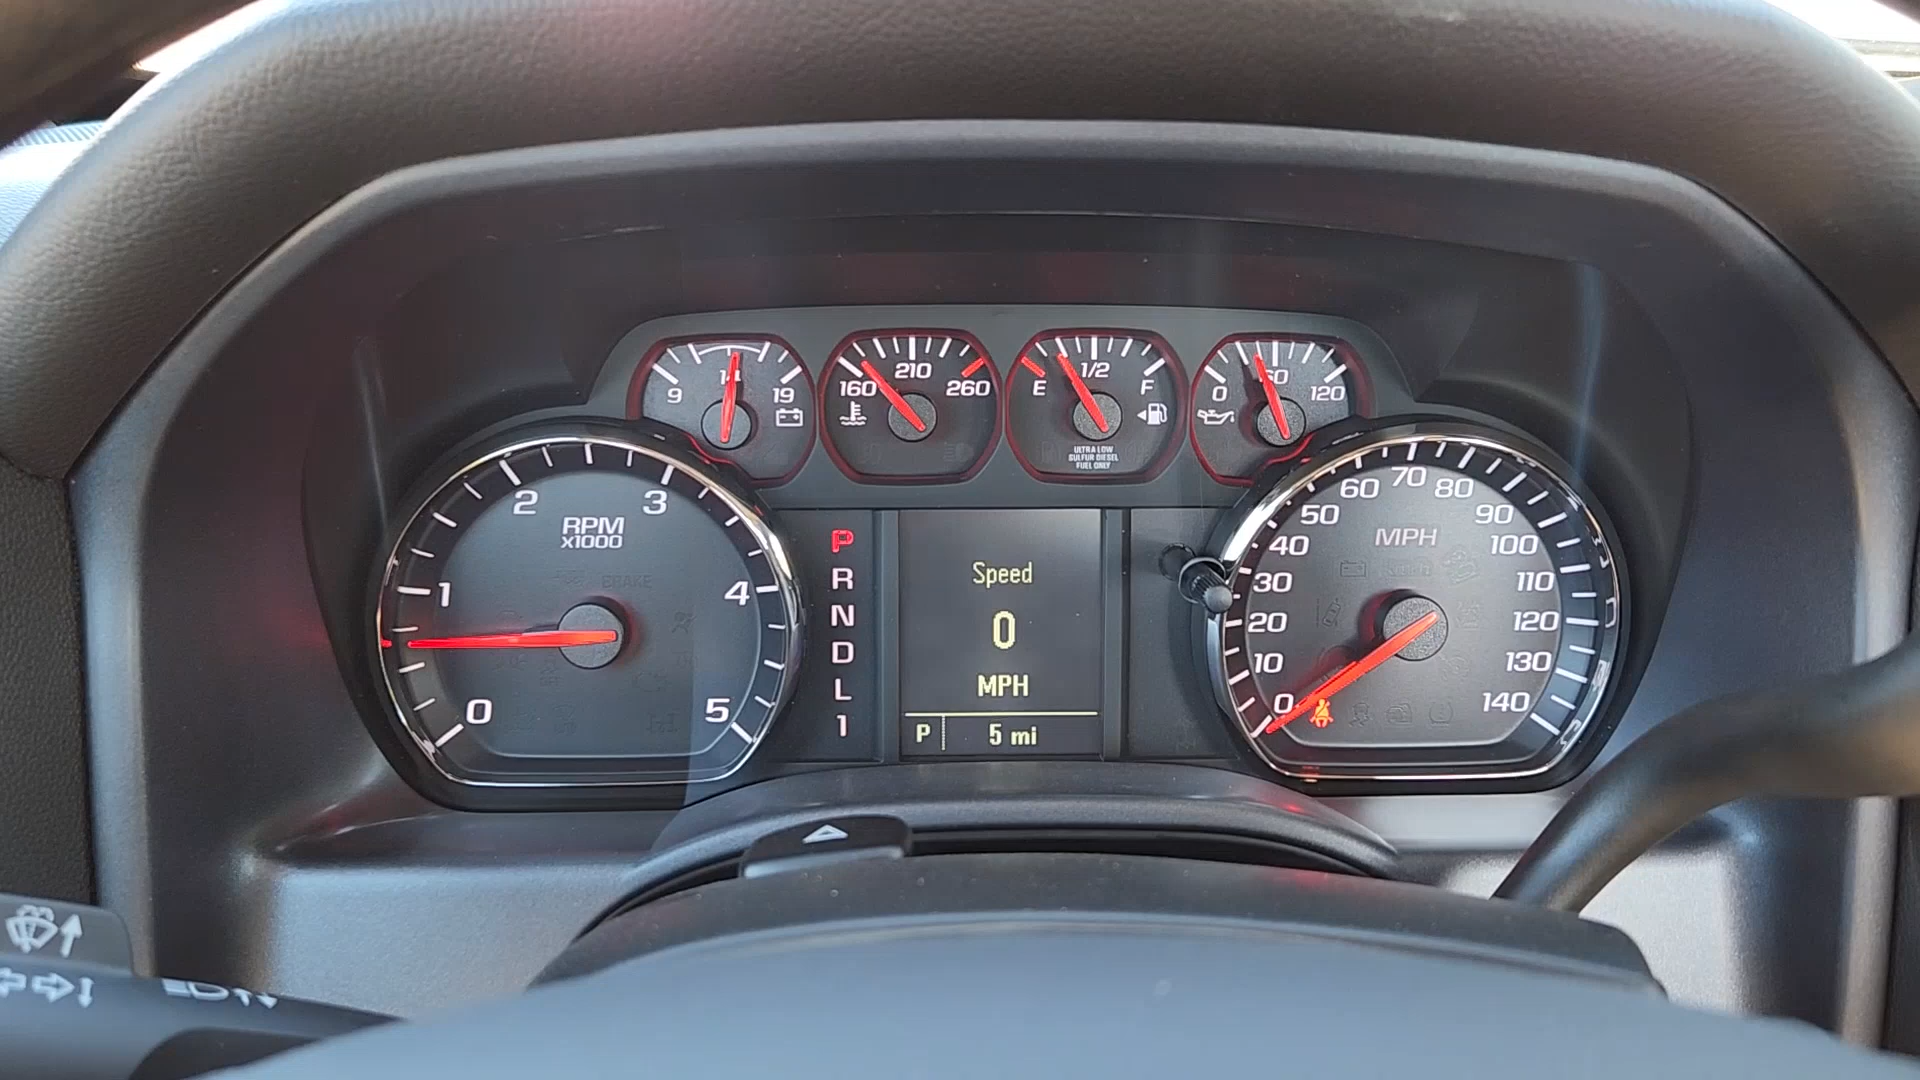 9
14
19
160
210
260
E
1/2
F
ULTRA LOW
SULFUR DIESEL
FUEL ONLY
0
60
120
0
1
2
3
4
5
RPM
x1000
BRAKE
P
R
N
D
L
1
Speed
0
MPH
P
5 mi
0
10
20
30
40
50
60
70
80
90
100
110
120
130
140
MPH